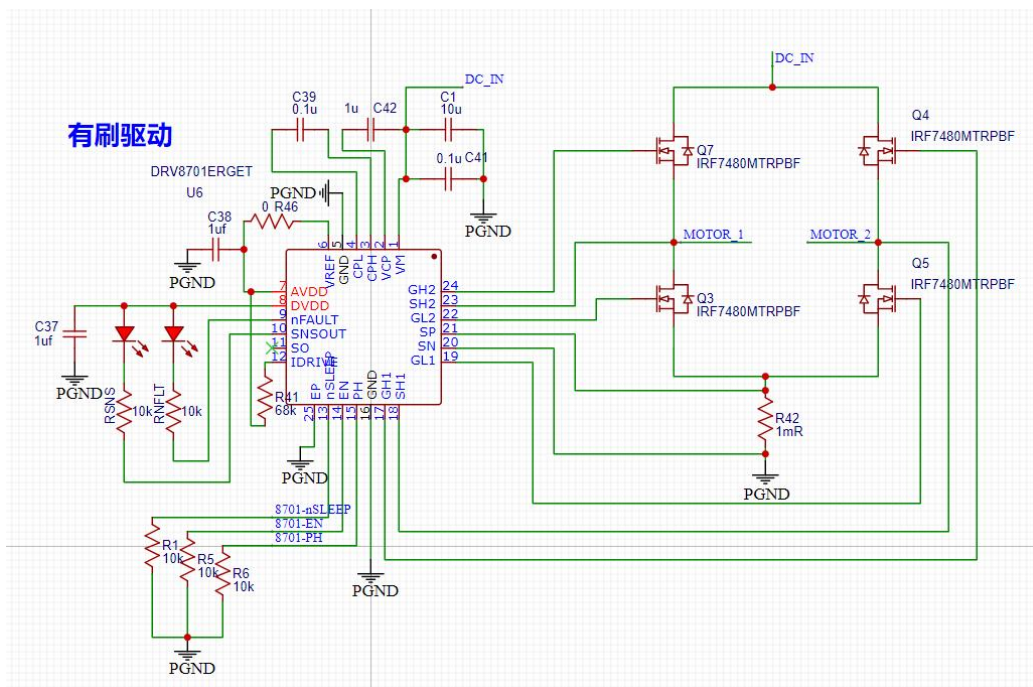 DC_IN
DC_IN
C39
0.1u
1u C42
C1
10u
有刷驱动
0.1u C41
Q4
IRF7480MTRPBF
Q7
IRF7480MTRPBF
DRV8701ERGET
U6
PGND
0 R46
C38
1uf
PGND
PGND
6 5 4 3 2 1
VREF GND CPL CPH VCP VM
MOTOR_1
MOTOR_2
7 AVDD
8 DVDD
9 nFAULT
10 SNSOUT
11 SO
12 IDRIVE
GH2 24
SH2 23
GL2 22
SP 21
SN 20
GL1 19
Q3
IRF7480MTRPBF
Q5
IRF7480MTRPBF
C37
1uf
PGND
RSNS
10k
RNFLT
10k
R41
68k
EP nSLEEP EN PH GND GH1 SH1
25 13 14 15 16 17 18
R42
1mR
PGND
PGND
8701-nSLEEP
8701-EN
8701-PH
R1
10k
R5
10k
R6
10k
PGND
PGND